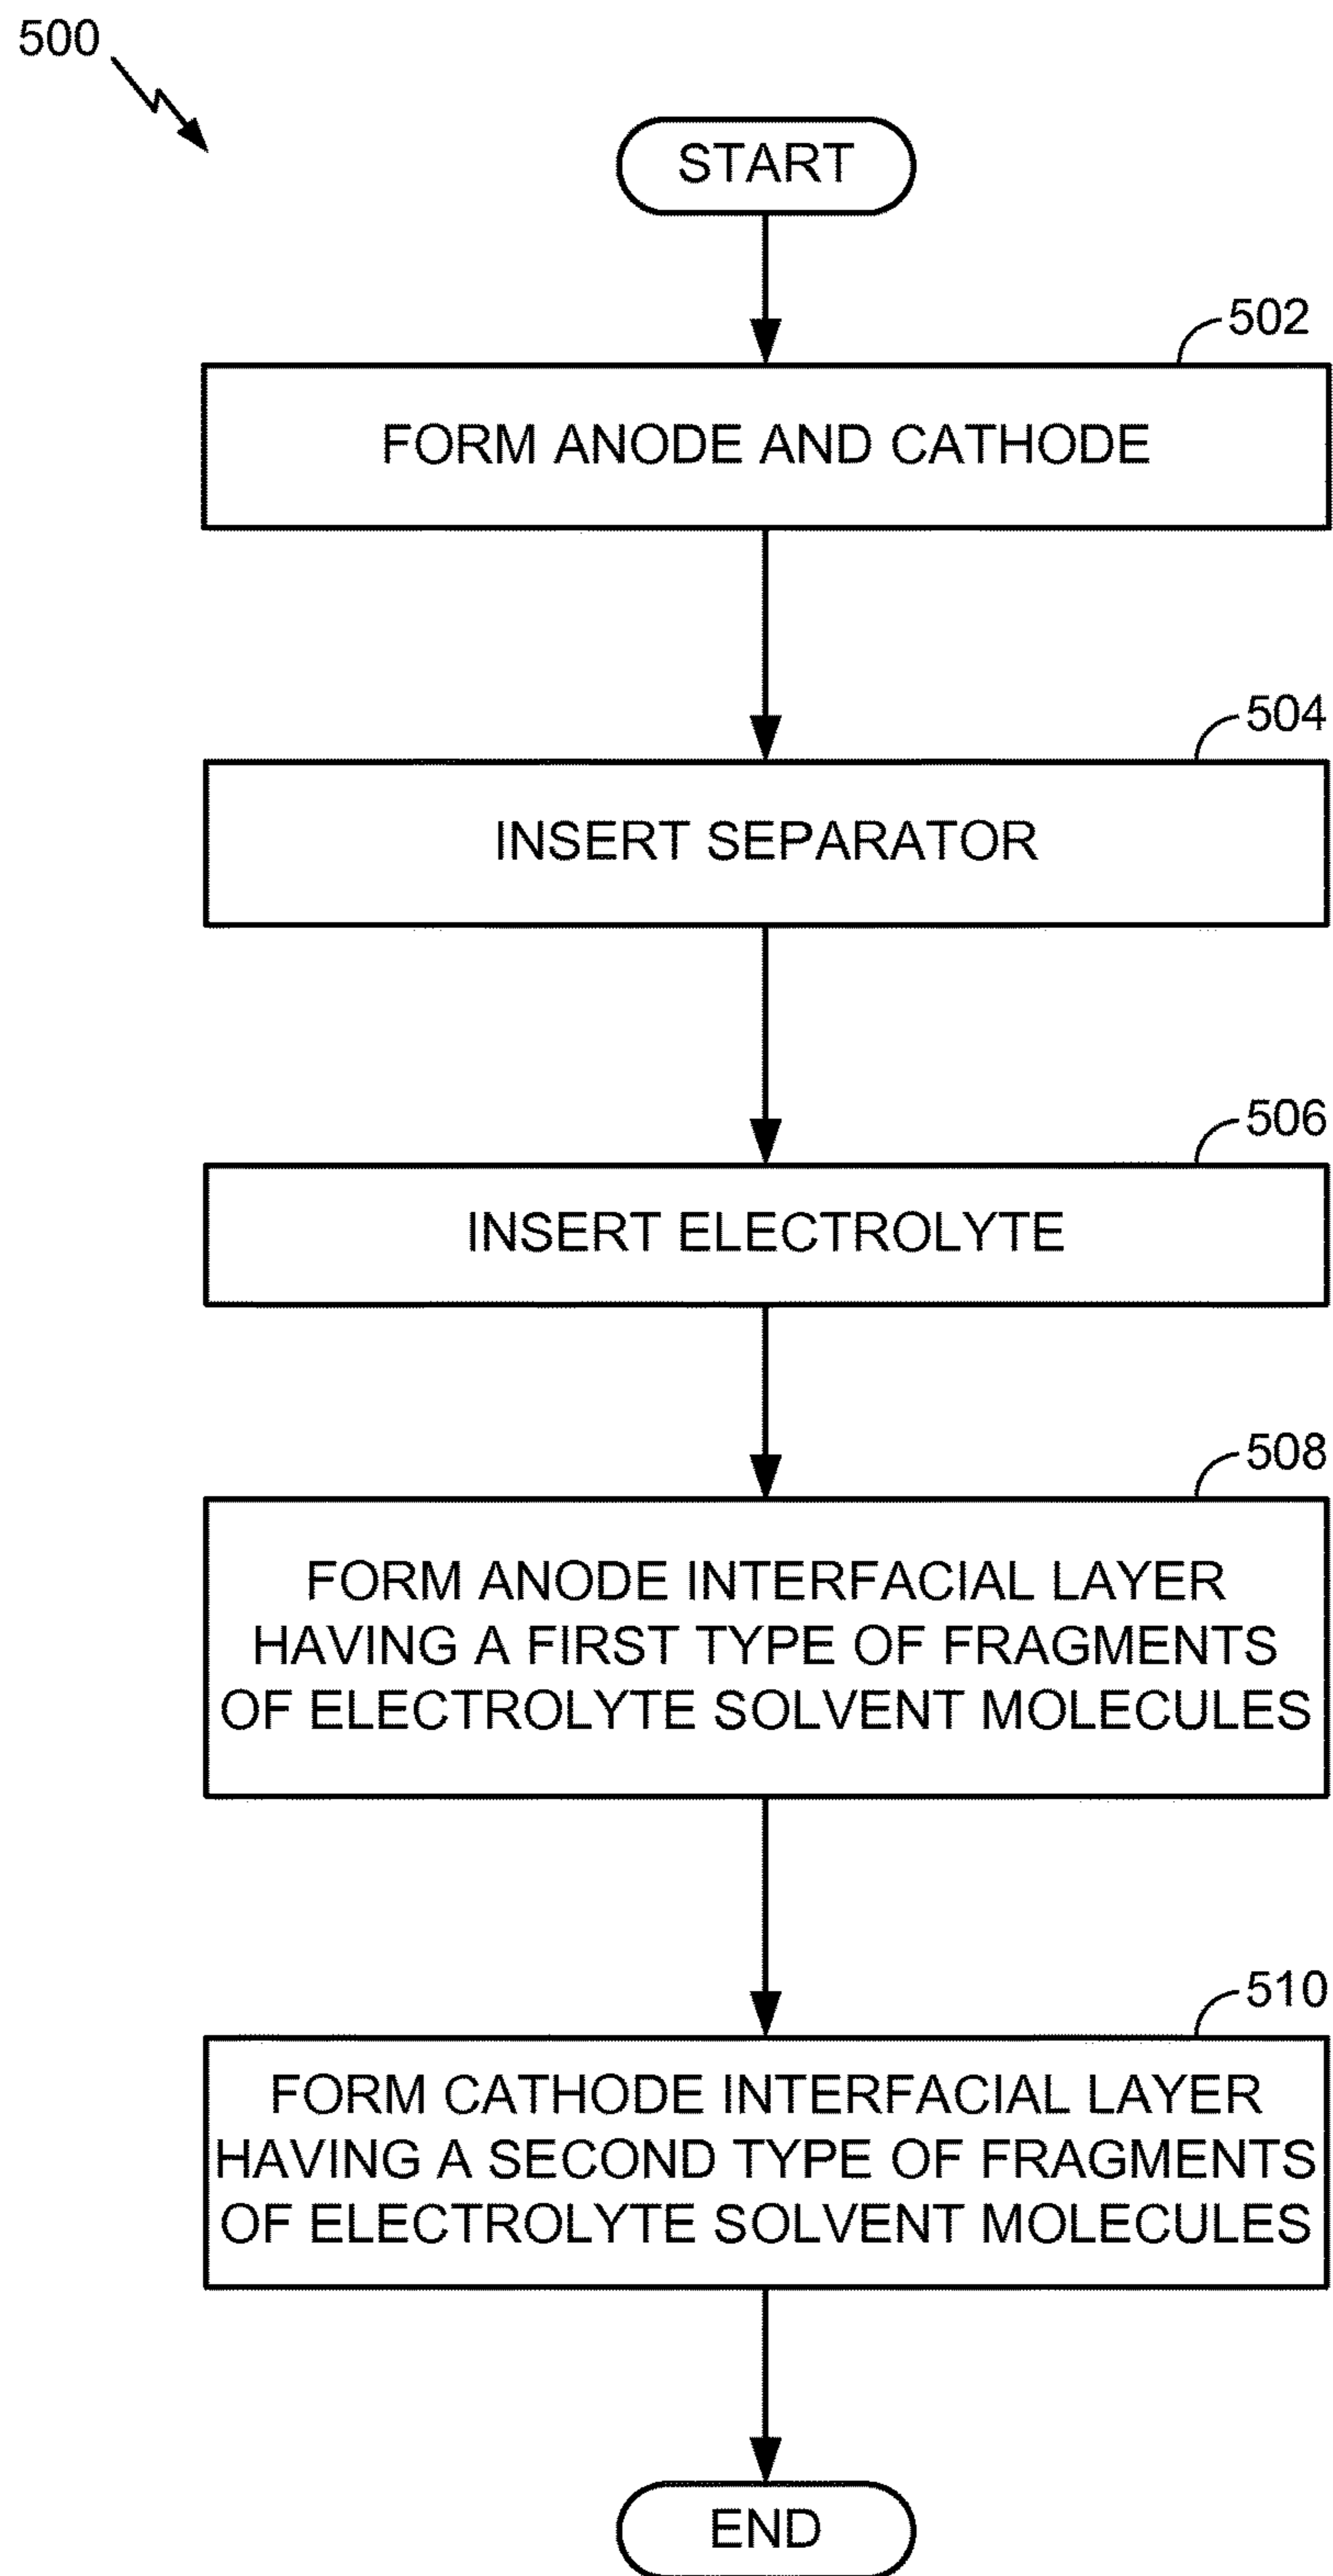 500
START
502
FORM ANODE AND CATHODE
504
INSERT SEPARATOR
506
INSERT ELECTROLYTE
508
FORM ANODE INTERFACIAL LAYER
HAVING A FIRST TYPE OF FRAGMENTS
OF ELECTROLYTE SOLVENT MOLECULES
510
FORM CATHODE INTERFACIAL LAYER
HAVING A SECOND TYPE OF FRAGMENTS
OF ELECTROLYTE SOLVENT MOLECULES
END